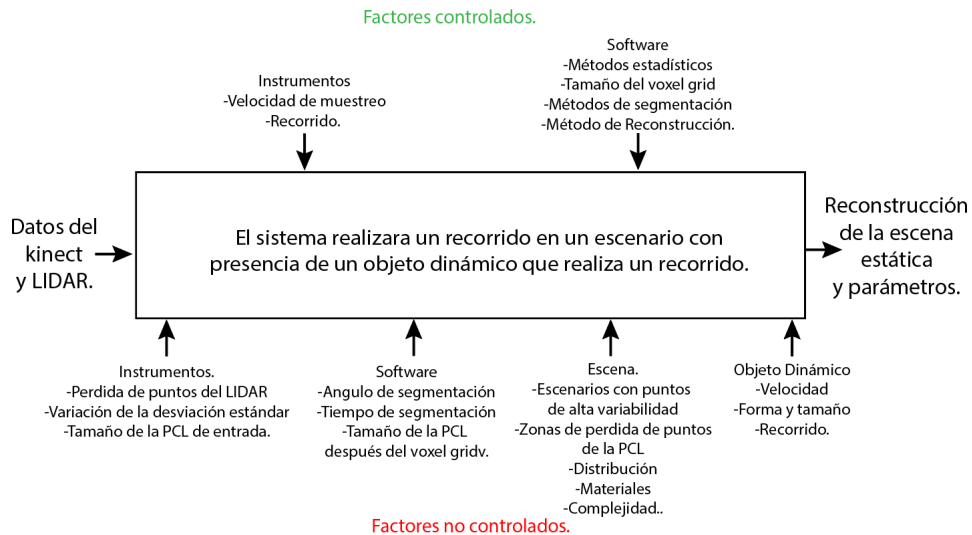 Factores controlados.
Instrumentos
-Velocidad de muestreo
-Recorrido.
Software
-Métodos estadísticos
-Tamaño del voxel grid
-Métodos de segmentación
-Método de Reconstrucción.
Datos del
kinect
y LIDAR.
El sistema realizara un recorrido en un escenario con
presencia de un objeto dinámico que realiza un recorrido.
Reconstrucción
de la escena
estática
y parámetros.
Instrumentos.
-Perdida de puntos del LIDAR
-Variación de la desviación estándar
-Tamaño de la PCL de entrada.
Software
-Angulo de segmentación
-Tiempo de segmentación
-Tamaño de la PCL
después del voxel gridv.
Escena.
-Escenarios con puntos
de alta variabilidad
-Zonas de perdida de puntos
de la PCL
-Distribución
-Materiales
-Complejidad..
Objeto Dinámico
-Velocidad
-Forma y tamaño
-Recorrido.
Factores no controlados.